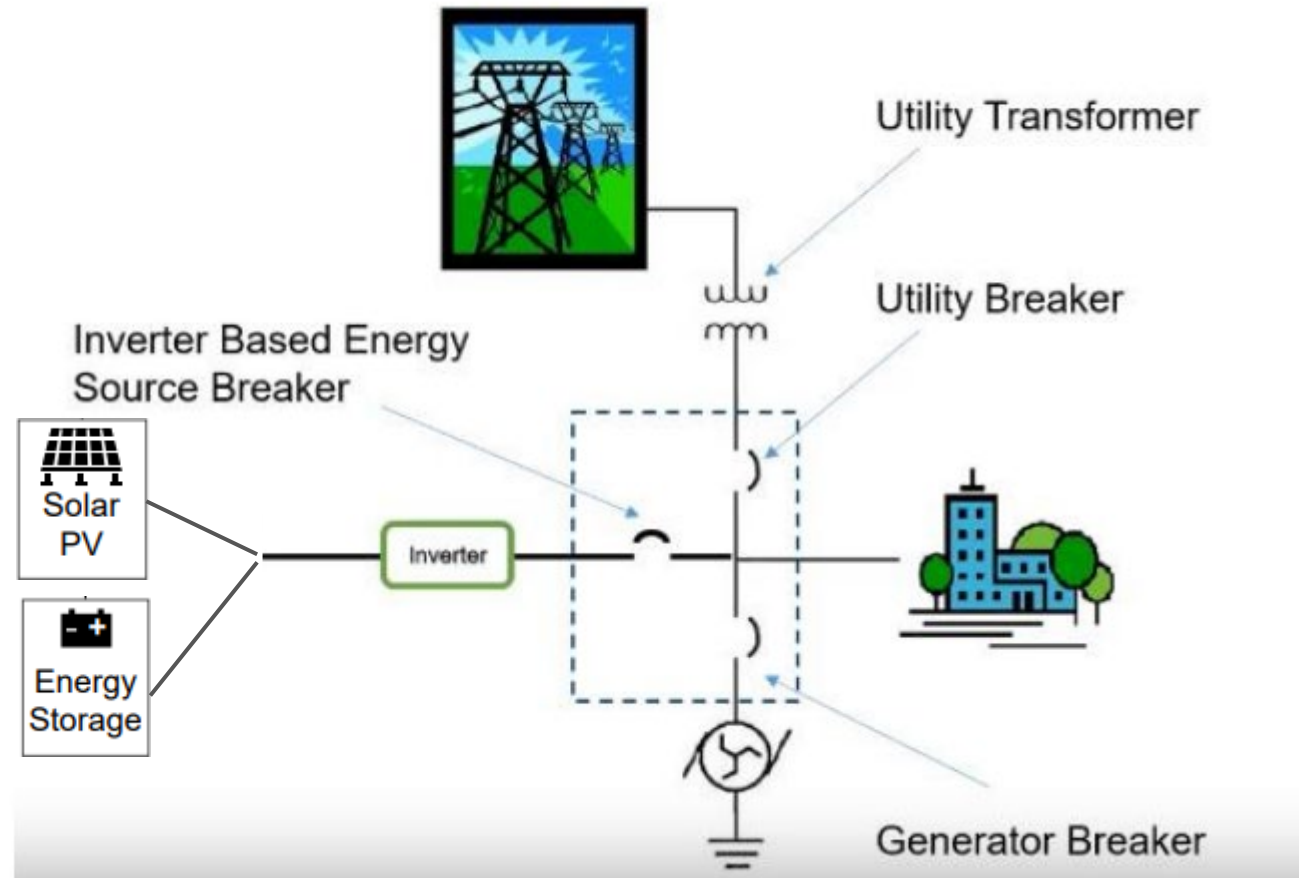 Utility Transformer
Utility Breaker
Inverter Based Energy
Source Breaker
Solar
PV
Inverter
- +
Energy
Storage
Generator Breaker